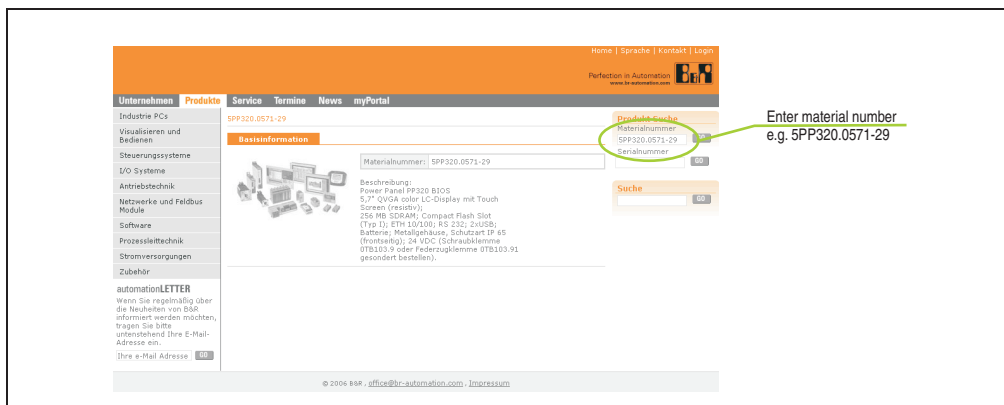 Home | Sprache | Kontakt | Login
Perfection in Automation
www.br-automation.com
B&R
Unternehmen Produkte Service Termine News myPortal
Industrie PCs
Visualisieren und
Bedienen
Steuerungssysteme
I/O Systeme
Antriebstechnik
Netzwerke und Feldbus
Module
Software
Prozessleittechnik
Stromversorgungen
Zubehör
automationLETTER
Wenn Sie regelmäßig über
die Neuheiten von B&R
informiert werden möchten,
tragen Sie bitte
untenstehend Ihre E-Mail-
Adresse ein.
Ihre e-Mail Adresse GO
5PP320.0571-29
Basisinformation
Materialnummer: 5PP320.0571-29
Beschreibung:
Power Panel PP320 BIOS
5,7" QVGA color LC-Display mit Touch
Screen (resistiv);
256 MB SDRAM; Compact Flash Slot
(Typ I); ETH 10/100; RS 232; 2xUSB;
Batterie; Metallgehäuse, Schutzart IP 65
(frontseitig); 24 VDC (Schraubklemme
0TB103.9 oder Federzugklemme 0TB103.91
gesondert bestellen).
Produkt Suche
Materialnummer
5PP320.0571-29 GO
Serialnummer
GO
Suche
GO
Enter material number
e.g. 5PP320.0571-29
© 2006 B&R , office@br-automation.com , Impressum